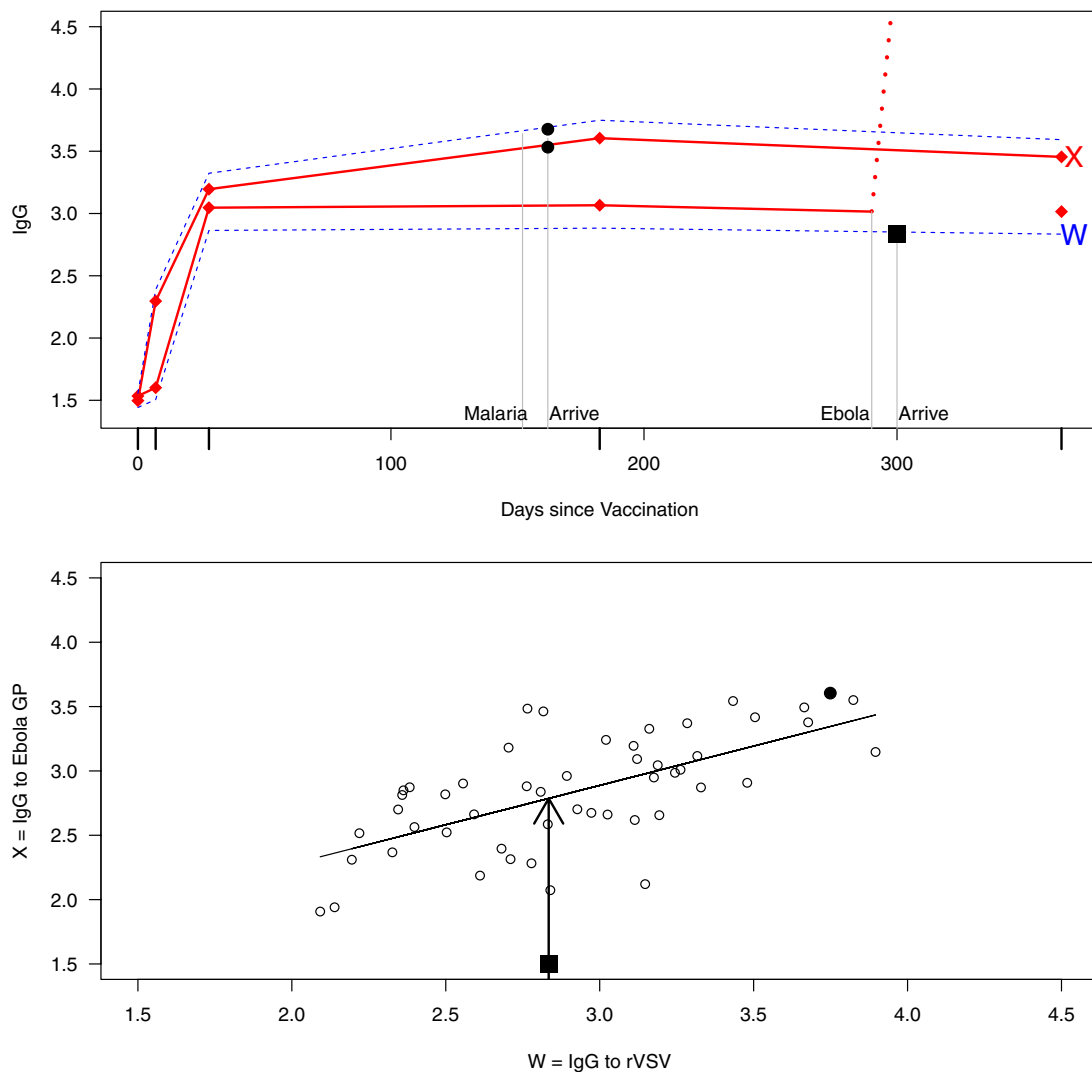 4.5
4.0
3.5
3.0
2.5
2.0
1.5
IgG
X
W
Malaria Arrive Ebola Arrive
0 100 200 300
Days since Vaccination
4.5
4.0
3.5
3.0
2.5
2.0
1.5
X = IgG to Ebola GP
1.5 2.0 2.5 3.0 3.5 4.0 4.5
W = IgG to rVSV